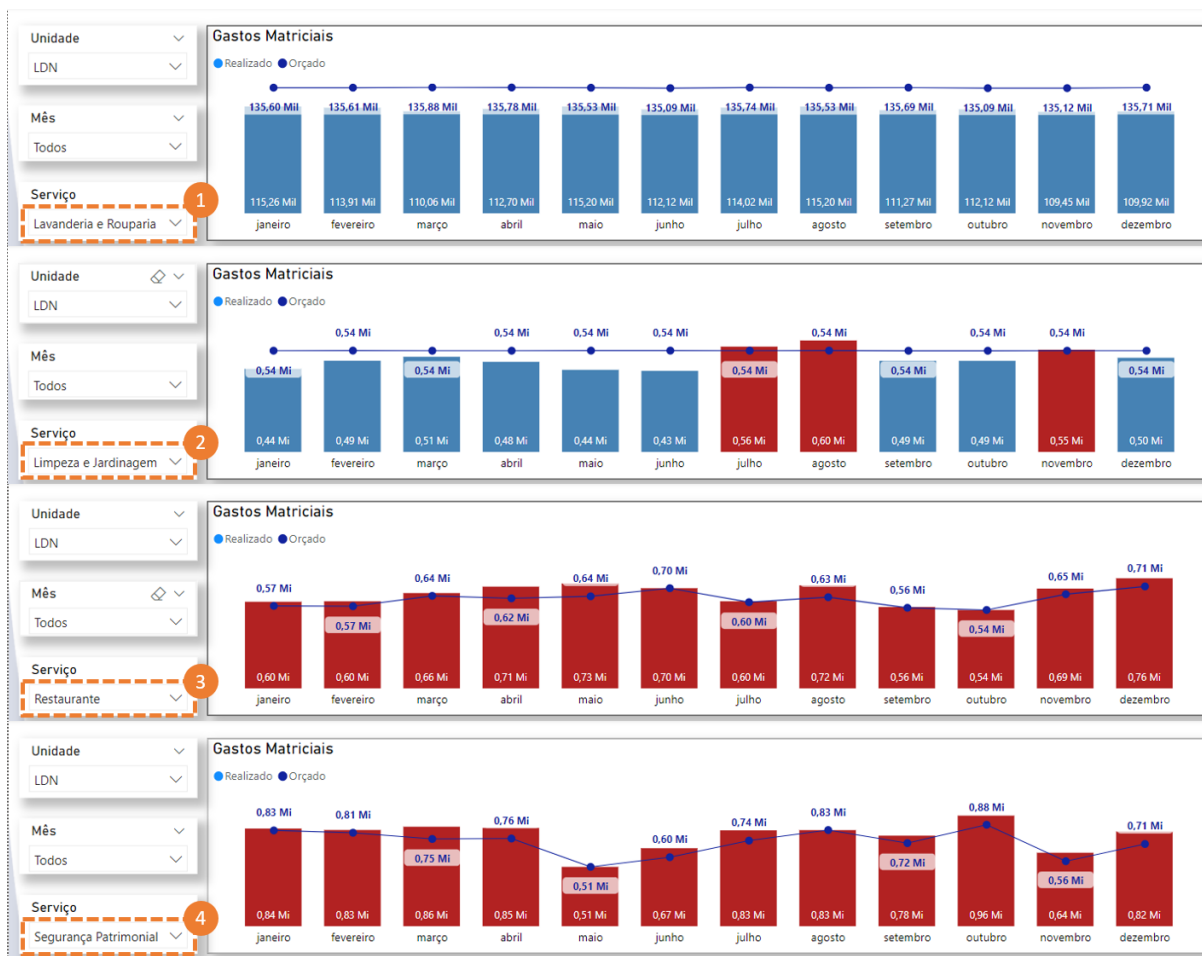 Unidade
LDN
Mês
Todos
Serviço
1
Lavanderia e Rouparia
Gastos Matriciais
Realizado Orçado
135,60 Mil 135,61 Mil 135,88 Mil 135,78 Mil 135,53 Mil 135,09 Mil 135,74 Mil 135,53 Mil 135,69 Mil 135,09 Mil 135,12 Mil 135,71 Mil
115,26 Mil 113,91 Mil 110,06 Mil 112,70 Mil 115,20 Mil 112,12 Mil 114,02 Mil 115,20 Mil 111,27 Mil 112,12 Mil 109,45 Mil 109,92 Mil
janeiro fevereiro março abril maio junho julho agosto setembro outubro novembro dezembro
Unidade
LDN
Mês
Todos
Serviço
2
Limpeza e Jardinagem
Gastos Matriciais
Realizado Orçado
0,54 Mi 0,54 Mi 0,54 Mi 0,54 Mi 0,54 Mi 0,54 Mi 0,54 Mi 0,54 Mi 0,54 Mi 0,54 Mi 0,54 Mi 0,54 Mi
0,44 Mi 0,49 Mi 0,51 Mi 0,48 Mi 0,44 Mi 0,43 Mi 0,56 Mi 0,60 Mi 0,49 Mi 0,49 Mi 0,55 Mi 0,50 Mi
janeiro fevereiro março abril maio junho julho agosto setembro outubro novembro dezembro
Unidade
LDN
Mês
Todos
Serviço
3
Restaurante
Gastos Matriciais
Realizado Orçado
0,57 Mi 0,57 Mi 0,64 Mi 0,62 Mi 0,64 Mi 0,70 Mi 0,60 Mi 0,63 Mi 0,56 Mi 0,54 Mi 0,65 Mi 0,71 Mi
0,60 Mi 0,60 Mi 0,66 Mi 0,71 Mi 0,73 Mi 0,70 Mi 0,60 Mi 0,72 Mi 0,56 Mi 0,54 Mi 0,69 Mi 0,76 Mi
janeiro fevereiro março abril maio junho julho agosto setembro outubro novembro dezembro
Unidade
LDN
Mês
Todos
Serviço
4
Segurança Patrimonial
Gastos Matriciais
Realizado Orçado
0,83 Mi 0,81 Mi 0,75 Mi 0,76 Mi 0,51 Mi 0,60 Mi 0,74 Mi 0,83 Mi 0,72 Mi 0,88 Mi 0,56 Mi 0,71 Mi
0,84 Mi 0,83 Mi 0,86 Mi 0,85 Mi 0,51 Mi 0,67 Mi 0,83 Mi 0,83 Mi 0,78 Mi 0,96 Mi 0,64 Mi 0,82 Mi
janeiro fevereiro março abril maio junho julho agosto setembro outubro novembro dezembro